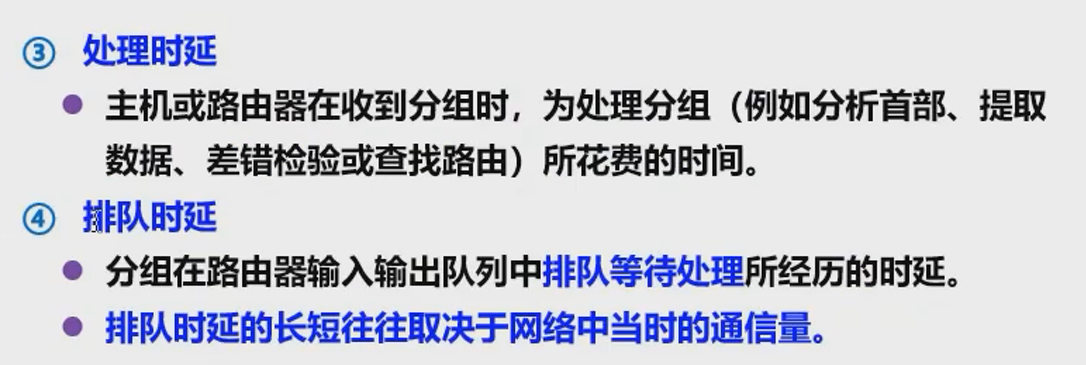 ③ 处理时延
● 主机或路由器在收到分组时，为处理分组（例如分析首部、提取
数据、差错检验或查找路由）所花费的时间。
④ 排队时延
● 分组在路由器输入输出队列中排队等待处理所经历的时延。
● 排队时延的长短往往取决于网络中当时的通信量。